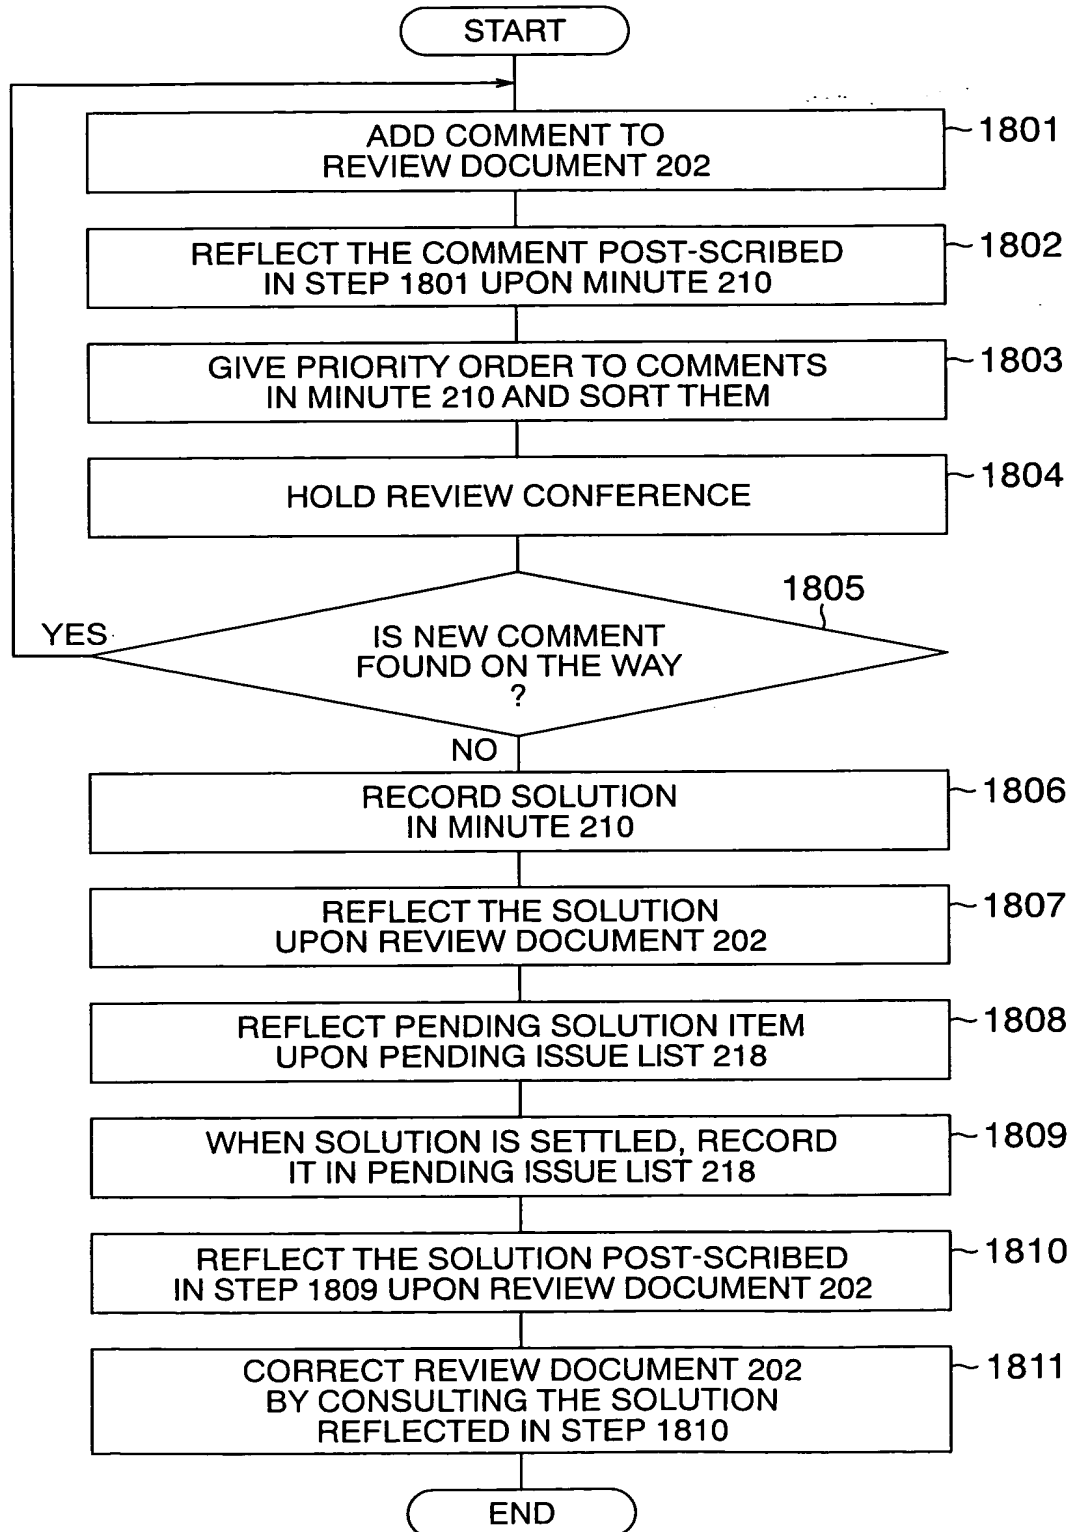 START
ADD COMMENT TO
REVIEW DOCUMENT 202
1801
REFLECT THE COMMENT POST-SCRIBED
IN STEP 1801 UPON MINUTE 210
1802
GIVE PRIORITY ORDER TO COMMENTS
IN MINUTE 210 AND SORT THEM
1803
HOLD REVIEW CONFERENCE
1804
1805
YES
IS NEW COMMENT
FOUND ON THE WAY
?
NO
RECORD SOLUTION
IN MINUTE 210
1806
REFLECT THE SOLUTION
UPON REVIEW DOCUMENT 202
1807
REFLECT PENDING SOLUTION ITEM
UPON PENDING ISSUE LIST 218
1808
WHEN SOLUTION IS SETTLED, RECORD
IT IN PENDING ISSUE LIST 218
1809
REFLECT THE SOLUTION POST-SCRIBED
IN STEP 1809 UPON REVIEW DOCUMENT 202
1810
CORRECT REVIEW DOCUMENT 202
BY CONSULTING THE SOLUTION
REFLECTED IN STEP 1810
1811
END